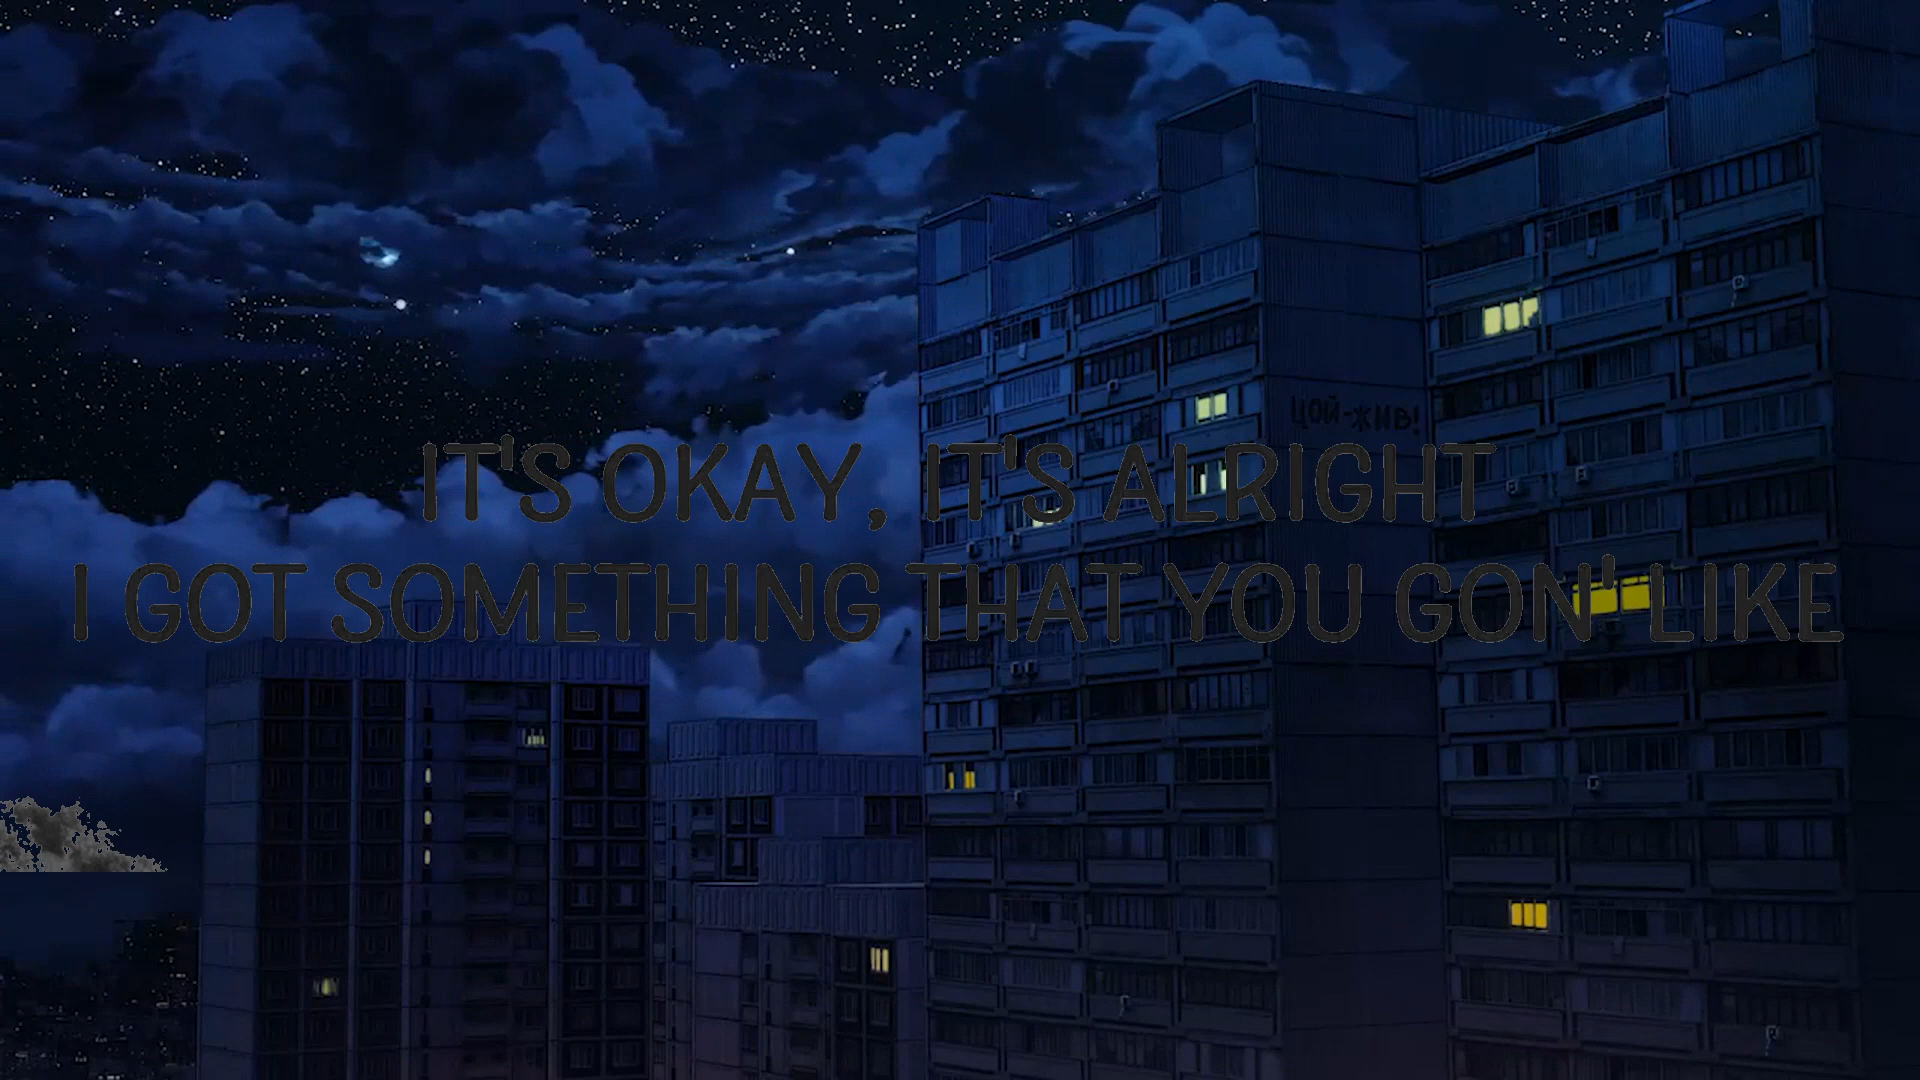 ЦОЙ-ЖИВ!
IT'S OKAY, IT'S ALRIGHT
I GOT SOMETHING THAT YOU GON' LIKE